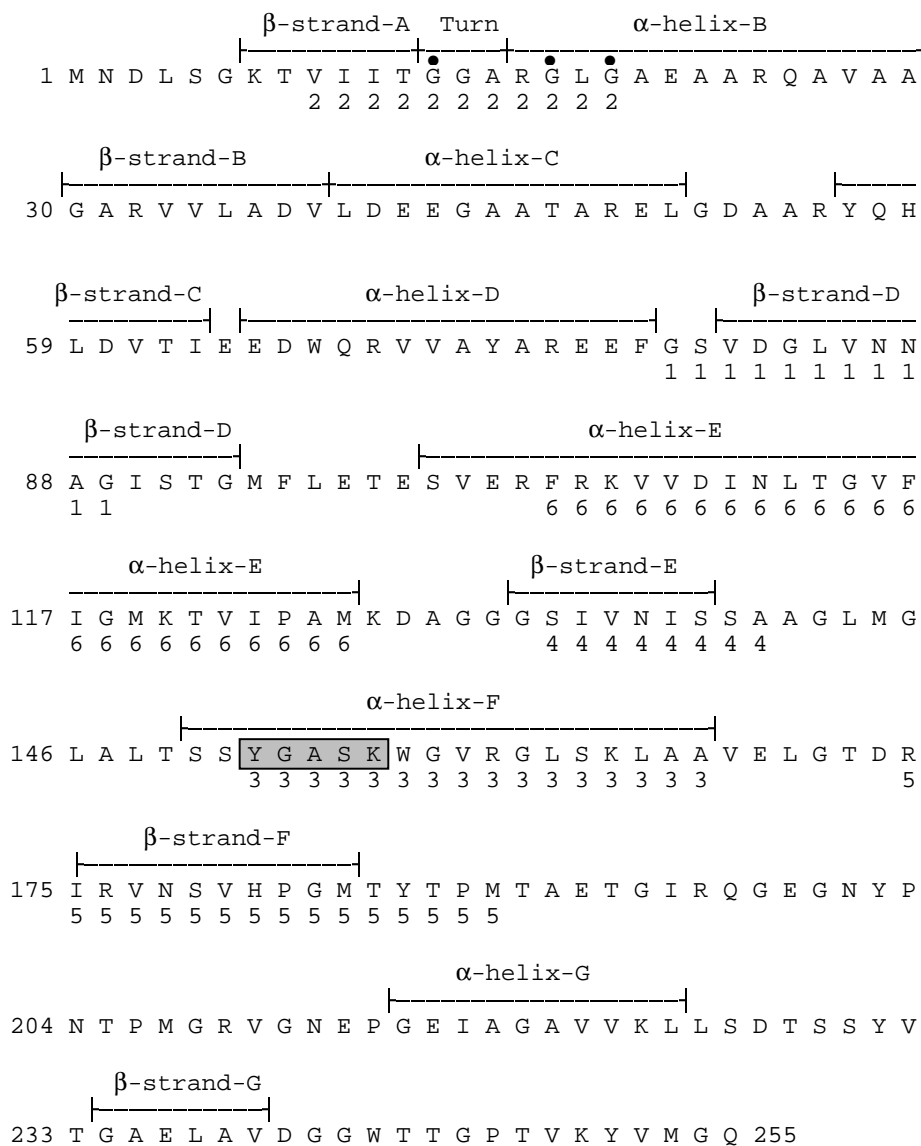 β-strand-A Turn α-helix-B
1 M N D L S G K T V I I T G G A R G L G A E A A R Q A V A A
2 2 2 2 2 2 2 2 2 2 2
β-strand-B α-helix-C
30 G A R V V L A D V L D E E G A A T A R E L G D A A R Y Q H
β-strand-C α-helix-D β-strand-D
59 L D V T I E E D W Q R V V A Y A R E E F G S V D G L V N N
1 1 1 1 1 1 1 1 1
β-strand-D α-helix-E
88 A G I S T G M F L E T E S V E R F R K V V D I N L T G V F
1 1 6 6 6 6 6 6 6 6 6 6 6 6 6
α-helix-E β-strand-E
117 I G M K T V I P A M K D A G G G S I V N I S S A A G L M G
6 6 6 6 6 6 6 6 6 6 4 4 4 4 4 4 4 4
α-helix-F
146 L A L T S S Y G A S K W G V R G L S K L A A V E L G T D R
3 3 3 3 3 3 3 3 3 3 3 3 3 3 3 3 5
β-strand-F
175 I R V N S V H P G M T Y T P M T A E T G I R Q G E G N Y P
5 5 5 5 5 5 5 5 5 5 5 5 5 5 5
α-helix-G
204 N T P M G R V G N E P G E I A G A V V K L L S D T S S Y V
β-strand-G
233 T G A E L A V D G G W T T G P T V K Y V M G Q 255